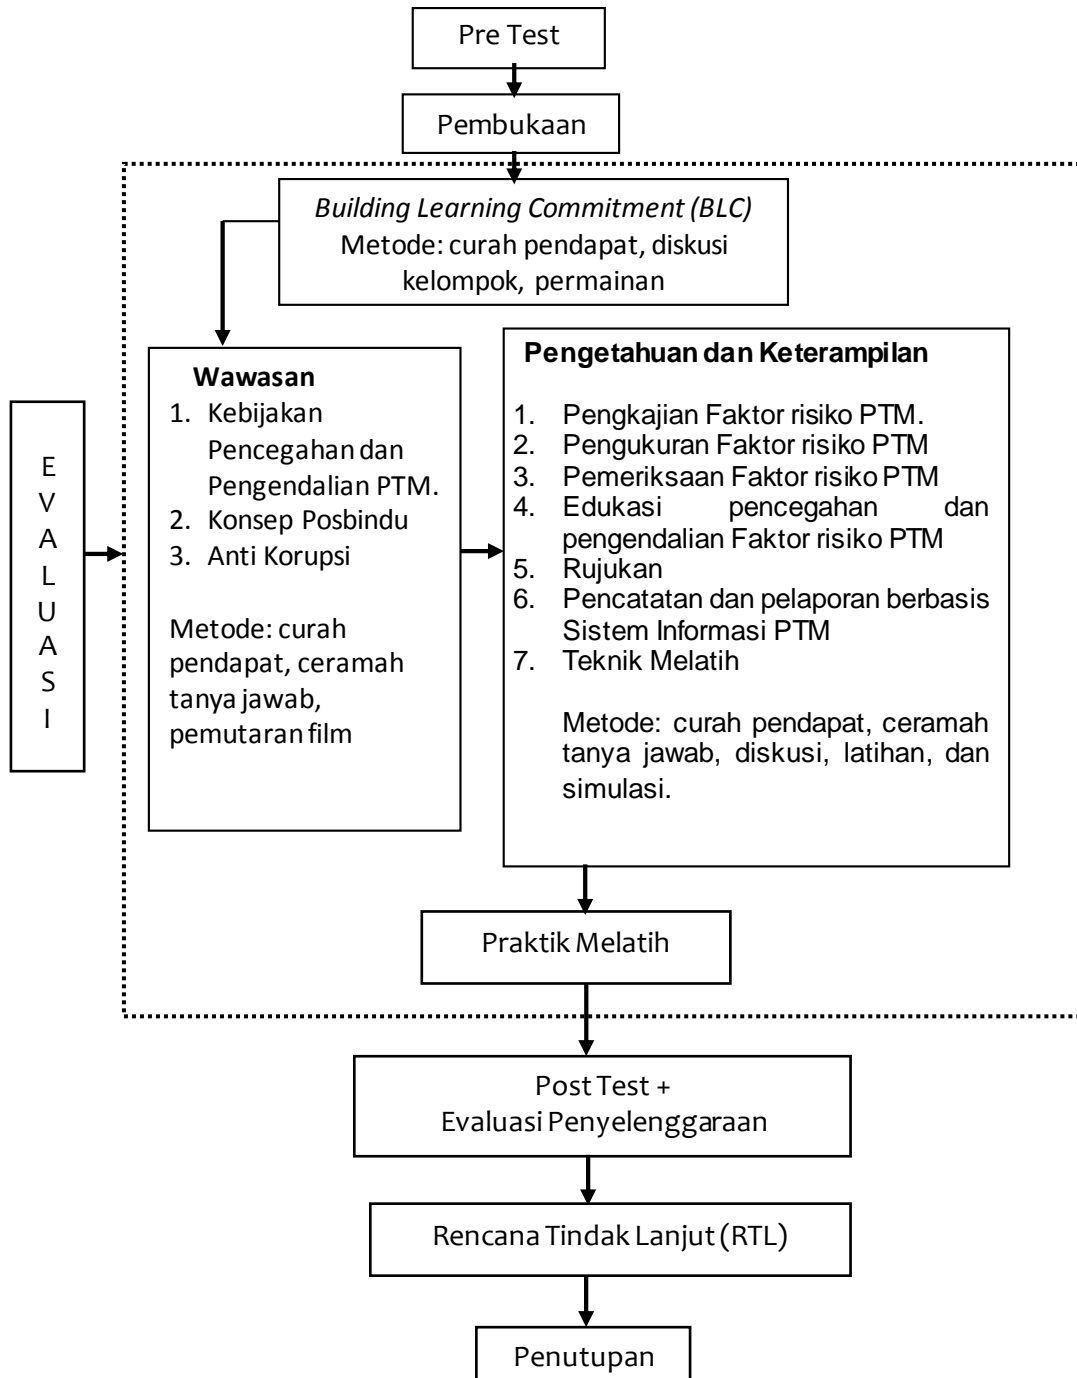 Pre Test
Pembukaan
Building Learning Commitment (BLC)
Metode: curah pendapat, diskusi
kelompok, permainan
E
V
A
L
U
A
S
I
Wawasan
1. Kebijakan
Pencegahan dan
Pengendalian PTM.
2. Konsep Posbindu
3. Anti Korupsi
Metode: curah
pendapat, ceramah
tanya jawab,
pemutaran film
Pengetahuan dan Keterampilan
1. Pengkajian Faktor risiko PTM.
2. Pengukuran Faktor risiko PTM
3. Pemeriksaan Faktor risiko PTM
4. Edukasi pencegahan dan
pengendalian Faktor risiko PTM
5. Rujukan
6. Pencatatan dan pelaporan berbasis
Sistem Informasi PTM
7. Teknik Melatih
Metode: curah pendapat, ceramah
tanya jawab, diskusi, latihan, dan
simulasi.
Praktik Melatih
Post Test +
Evaluasi Penyelenggaraan
Rencana Tindak Lanjut (RTL)
Penutupan